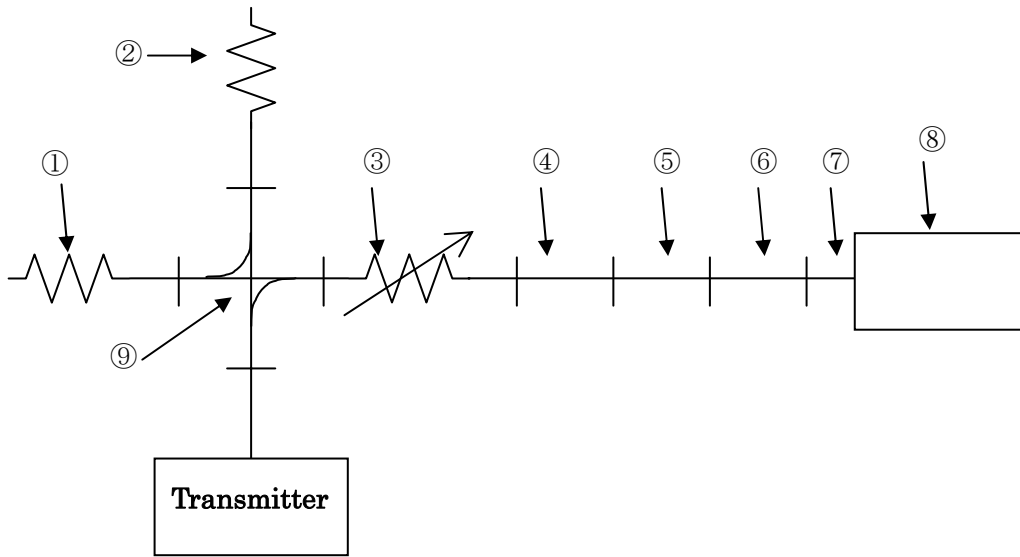 ②
① ③ ④ ⑤ ⑥ ⑦ ⑧
⑨
Transmitter